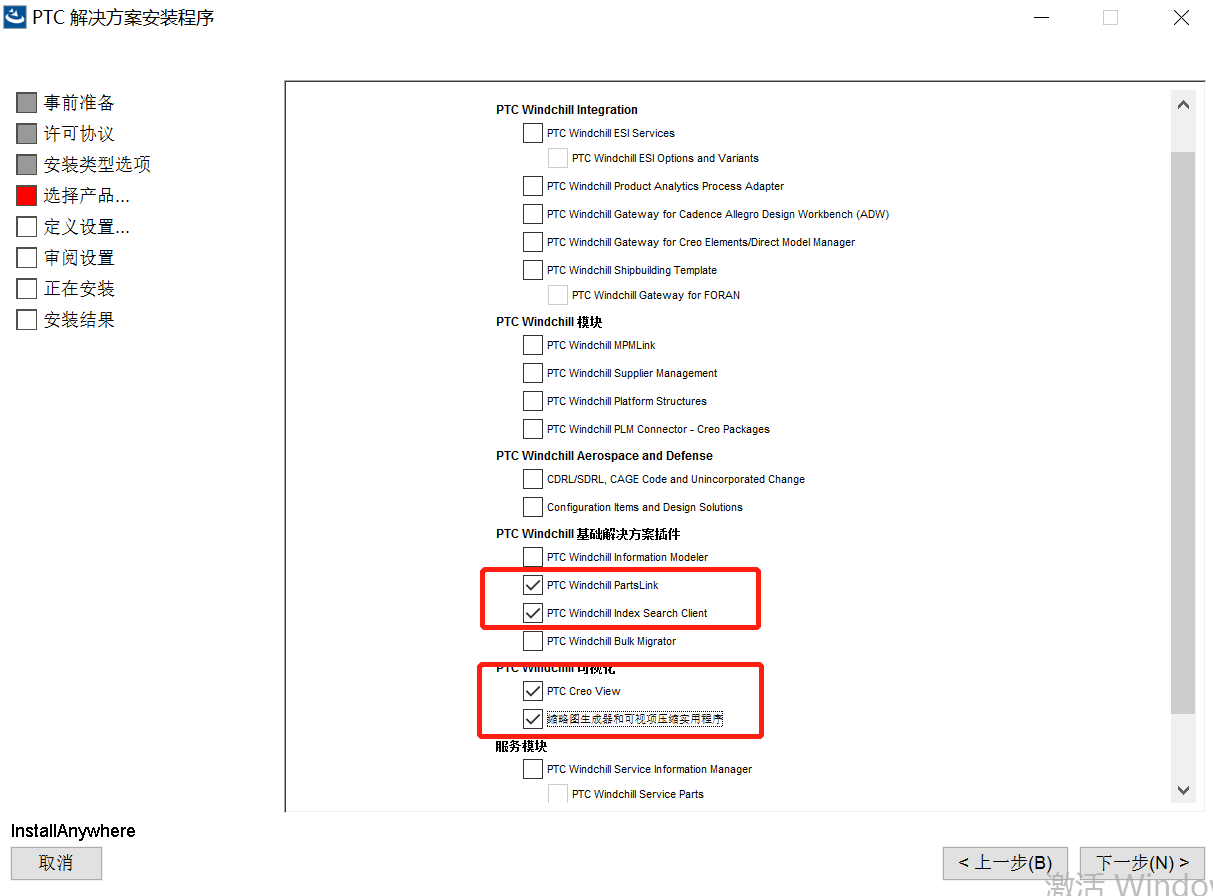 PTC 解决方案安装程序
事前准备
许可协议
安装类型选项
选择产品...
定义设置...
审阅设置
正在安装
安装结果
PTC Windchill Integration
PTC Windchill ESI Services
PTC Windchill ESI Options and Variants
PTC Windchill Product Analytics Process Adapter
PTC Windchill Gateway for Cadence Allegro Design Workbench (ADW)
PTC Windchill Gateway for Creo Elements/Direct Model Manager
PTC Windchill Shipbuilding Template
PTC Windchill Gateway for FORAN
PTC Windchill 模块
PTC Windchill MPMLink
PTC Windchill Supplier Management
PTC Windchill Platform Structures
PTC Windchill PLM Connector - Creo Packages
PTC Windchill Aerospace and Defense
CDRL/SDRL, CAGE Code and Unincorporated Change
Configuration Items and Design Solutions
PTC Windchill 基础解决方案插件
PTC Windchill Information Modeler
PTC Windchill PartsLink
PTC Windchill Index Search Client
PTC Windchill Bulk Migrator
PTC Windchill 可视化
PTC Creo View
缩略图生成器和可视项压缩实用程序
服务模块
PTC Windchill Service Information Manager
PTC Windchill Service Parts
InstallAnywhere
取消
< 上一步(B)
下一步(N) >
激活 Windo